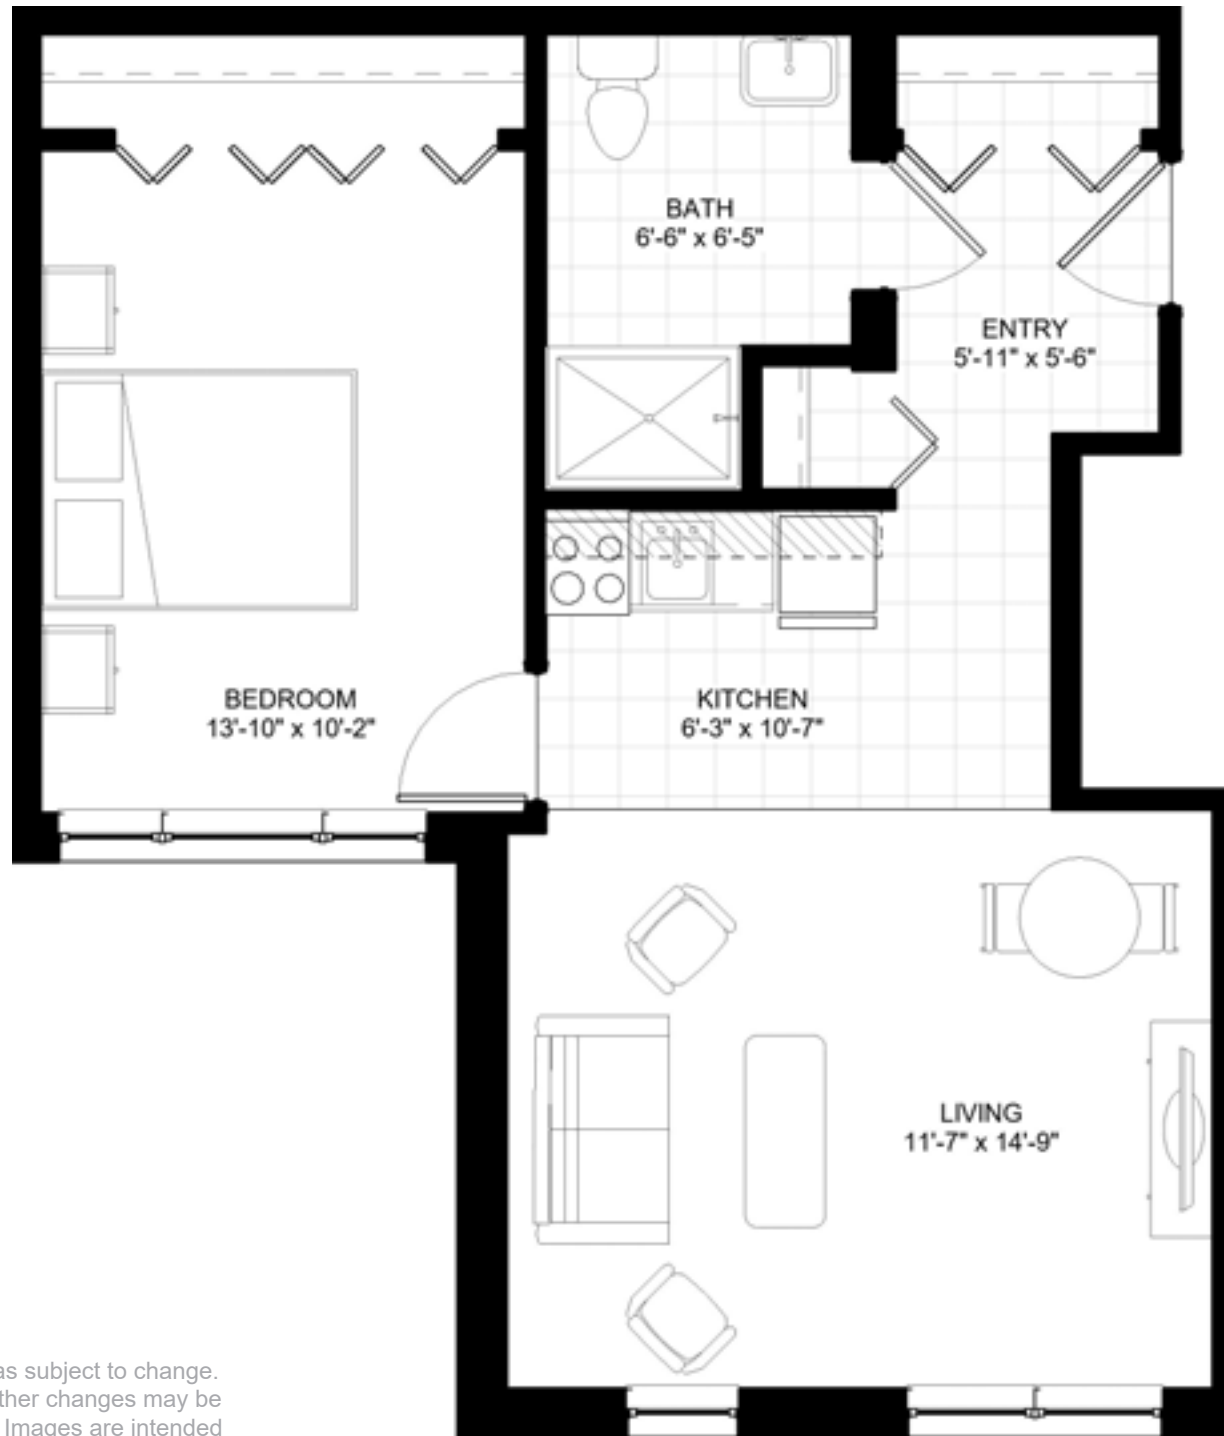 BATH
6'-6" x 6'-5"
ENTRY
5'-11" x 5'-6"
BEDROOM
13'-10" x 10'-2"
KITCHEN
6'-3" x 10'-7"
LIVING
11'-7" x 14'-9"
as subject to change.
ther changes may be
Images are intended